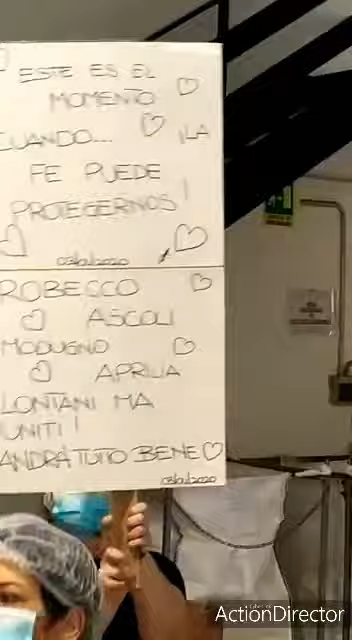 ESTE ES EL
MOMENTO
CUANDO... ¡LA
FE PUEDE
PROTEGERNOS!
ROBECCO
ASCOLI
MODUGNO
APRILIA
LONTANI MA
UNITI!
ANDRÁ TUTTO BENE
ActionDirector